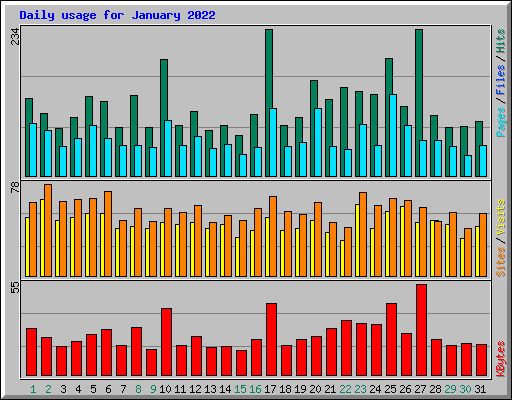 Daily usage for January 2022
234
78
55
Pages / Files / Hits
Sites / Visits
KBytes
1 2 3 4 5 6 7 8 9 10 11 12 13 14 15 16 17 18 19 20 21 22 23 24 25 26 27 28 29 30 31